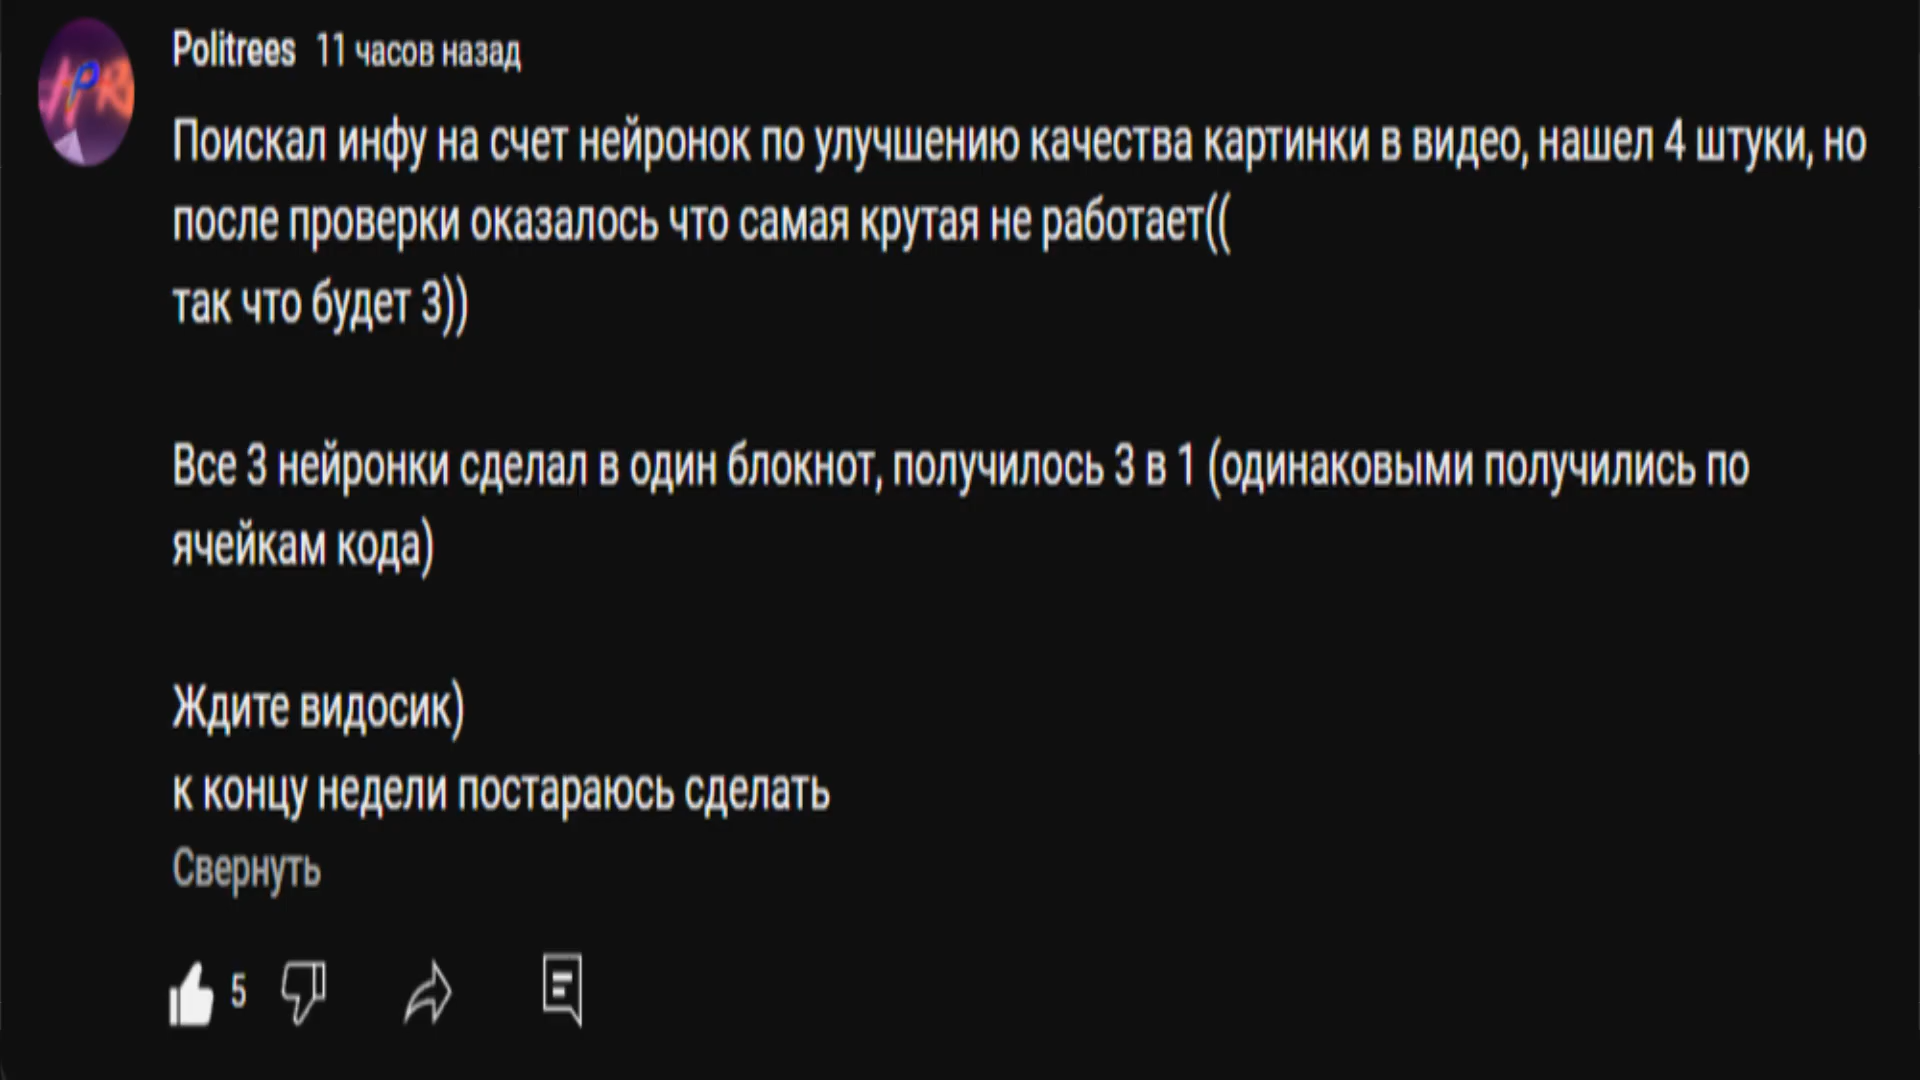 Politrees 11 часов назад
Поискал инфу на счет нейронок по улучшению качества картинки в видео, нашел 4 штуки, но
после проверки оказалось что самая крутая не работает((
так что будет 3))
Все 3 нейронки сделал в один блокнот, получилось 3 в 1 (одинаковыми получились по
ячейкам кода)
Ждите видосик)
к концу недели постараюсь сделать
Свернуть
5